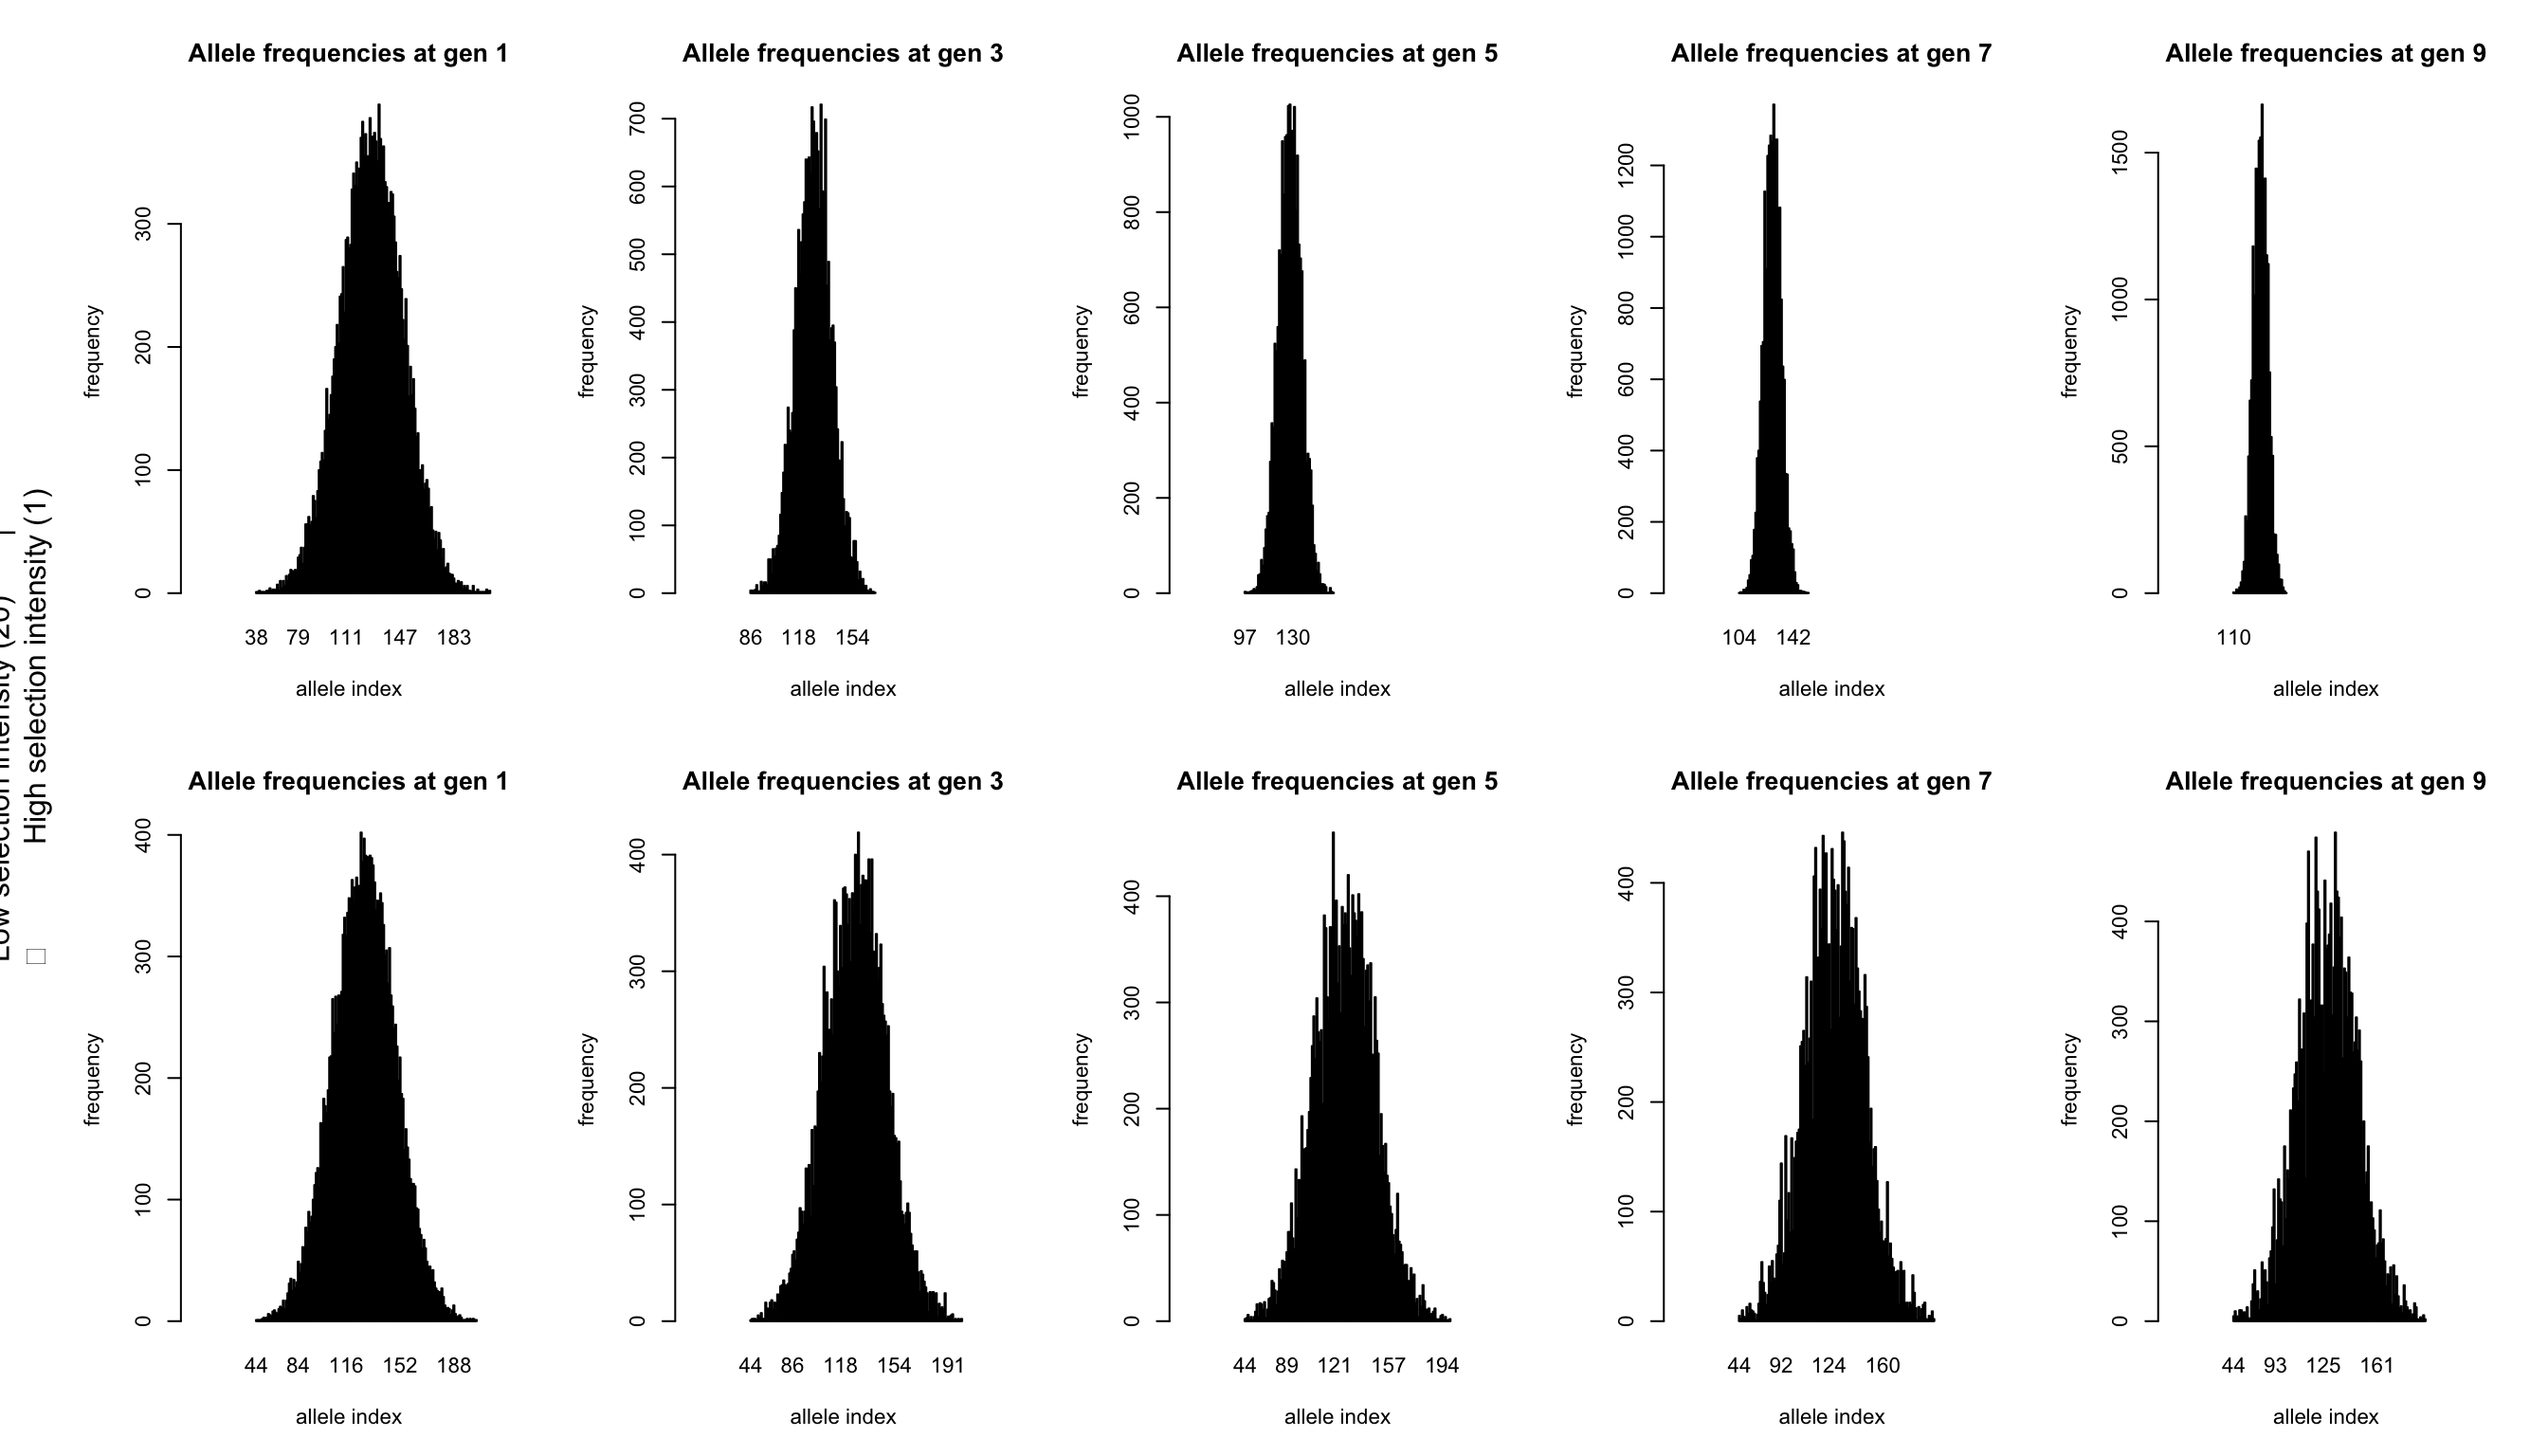 Allele frequencies at gen 1
300
200
100
0
frequency
38 79 111 147 183
allele index
Allele frequencies at gen 3
700
600
500
400
300
200
100
0
frequency
86 118 154
allele index
Allele frequencies at gen 5
1000
800
600
400
200
0
frequency
97 130
allele index
Allele frequencies at gen 7
1200
1000
800
600
400
200
0
frequency
104 142
allele index
Allele frequencies at gen 9
1500
1000
500
0
frequency
110
allele index
Low selection intensity (20)
High selection intensity (1)
Allele frequencies at gen 1
400
300
200
100
0
frequency
44 84 116 152 188
allele index
Allele frequencies at gen 3
400
300
200
100
0
frequency
44 86 118 154 191
allele index
Allele frequencies at gen 5
400
300
200
100
0
frequency
44 89 121 157 194
allele index
Allele frequencies at gen 7
400
300
200
100
0
frequency
44 92 124 160
allele index
Allele frequencies at gen 9
400
300
200
100
0
frequency
44 93 125 161
allele index